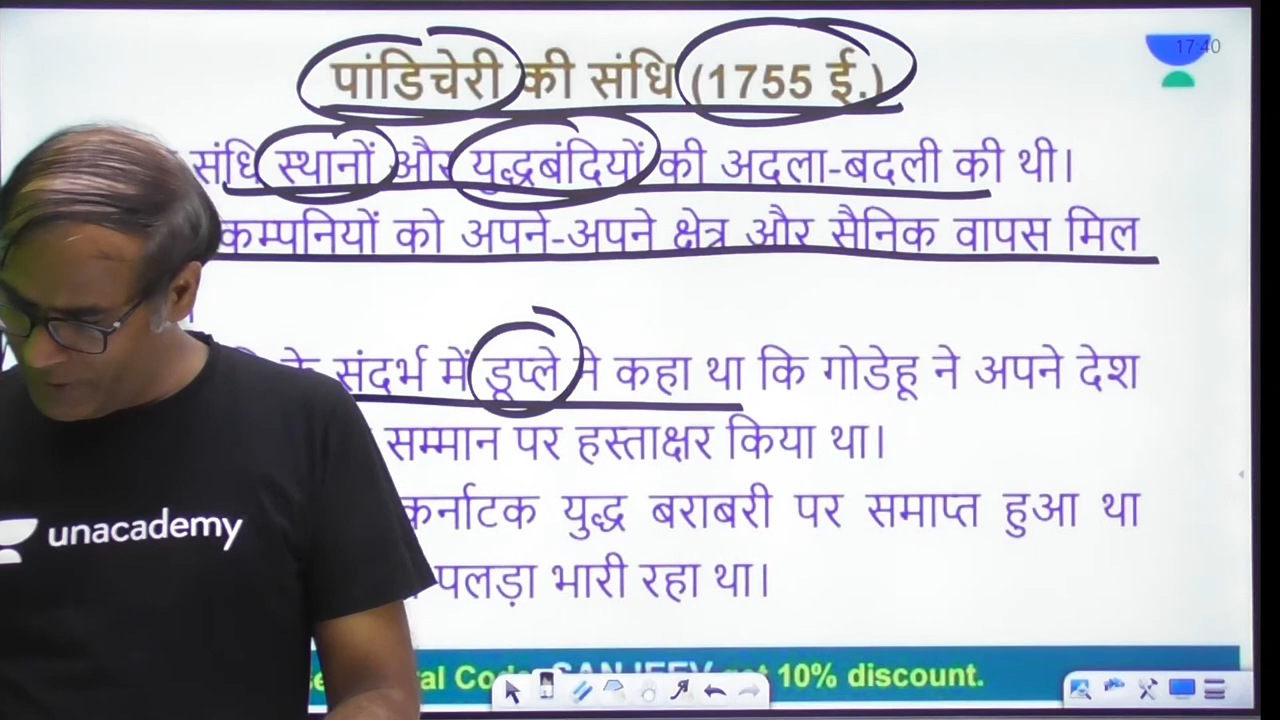 पांडिचेरी की संधि (1755 ई.)
17:40
संधि स्थानों और युद्धबंदियों की अदला-बदली की थी।
कम्पनियों को अपने-अपने क्षेत्र और सैनिक वापस मिल
के संदर्भ में डूप्ले ने कहा था कि गोडेहू ने अपने देश
सम्मान पर हस्ताक्षर किया था।
कर्नाटक युद्ध बराबरी पर समाप्त हुआ था
पलड़ा भारी रहा था।
unacademy
SANJEEV 10% discount.